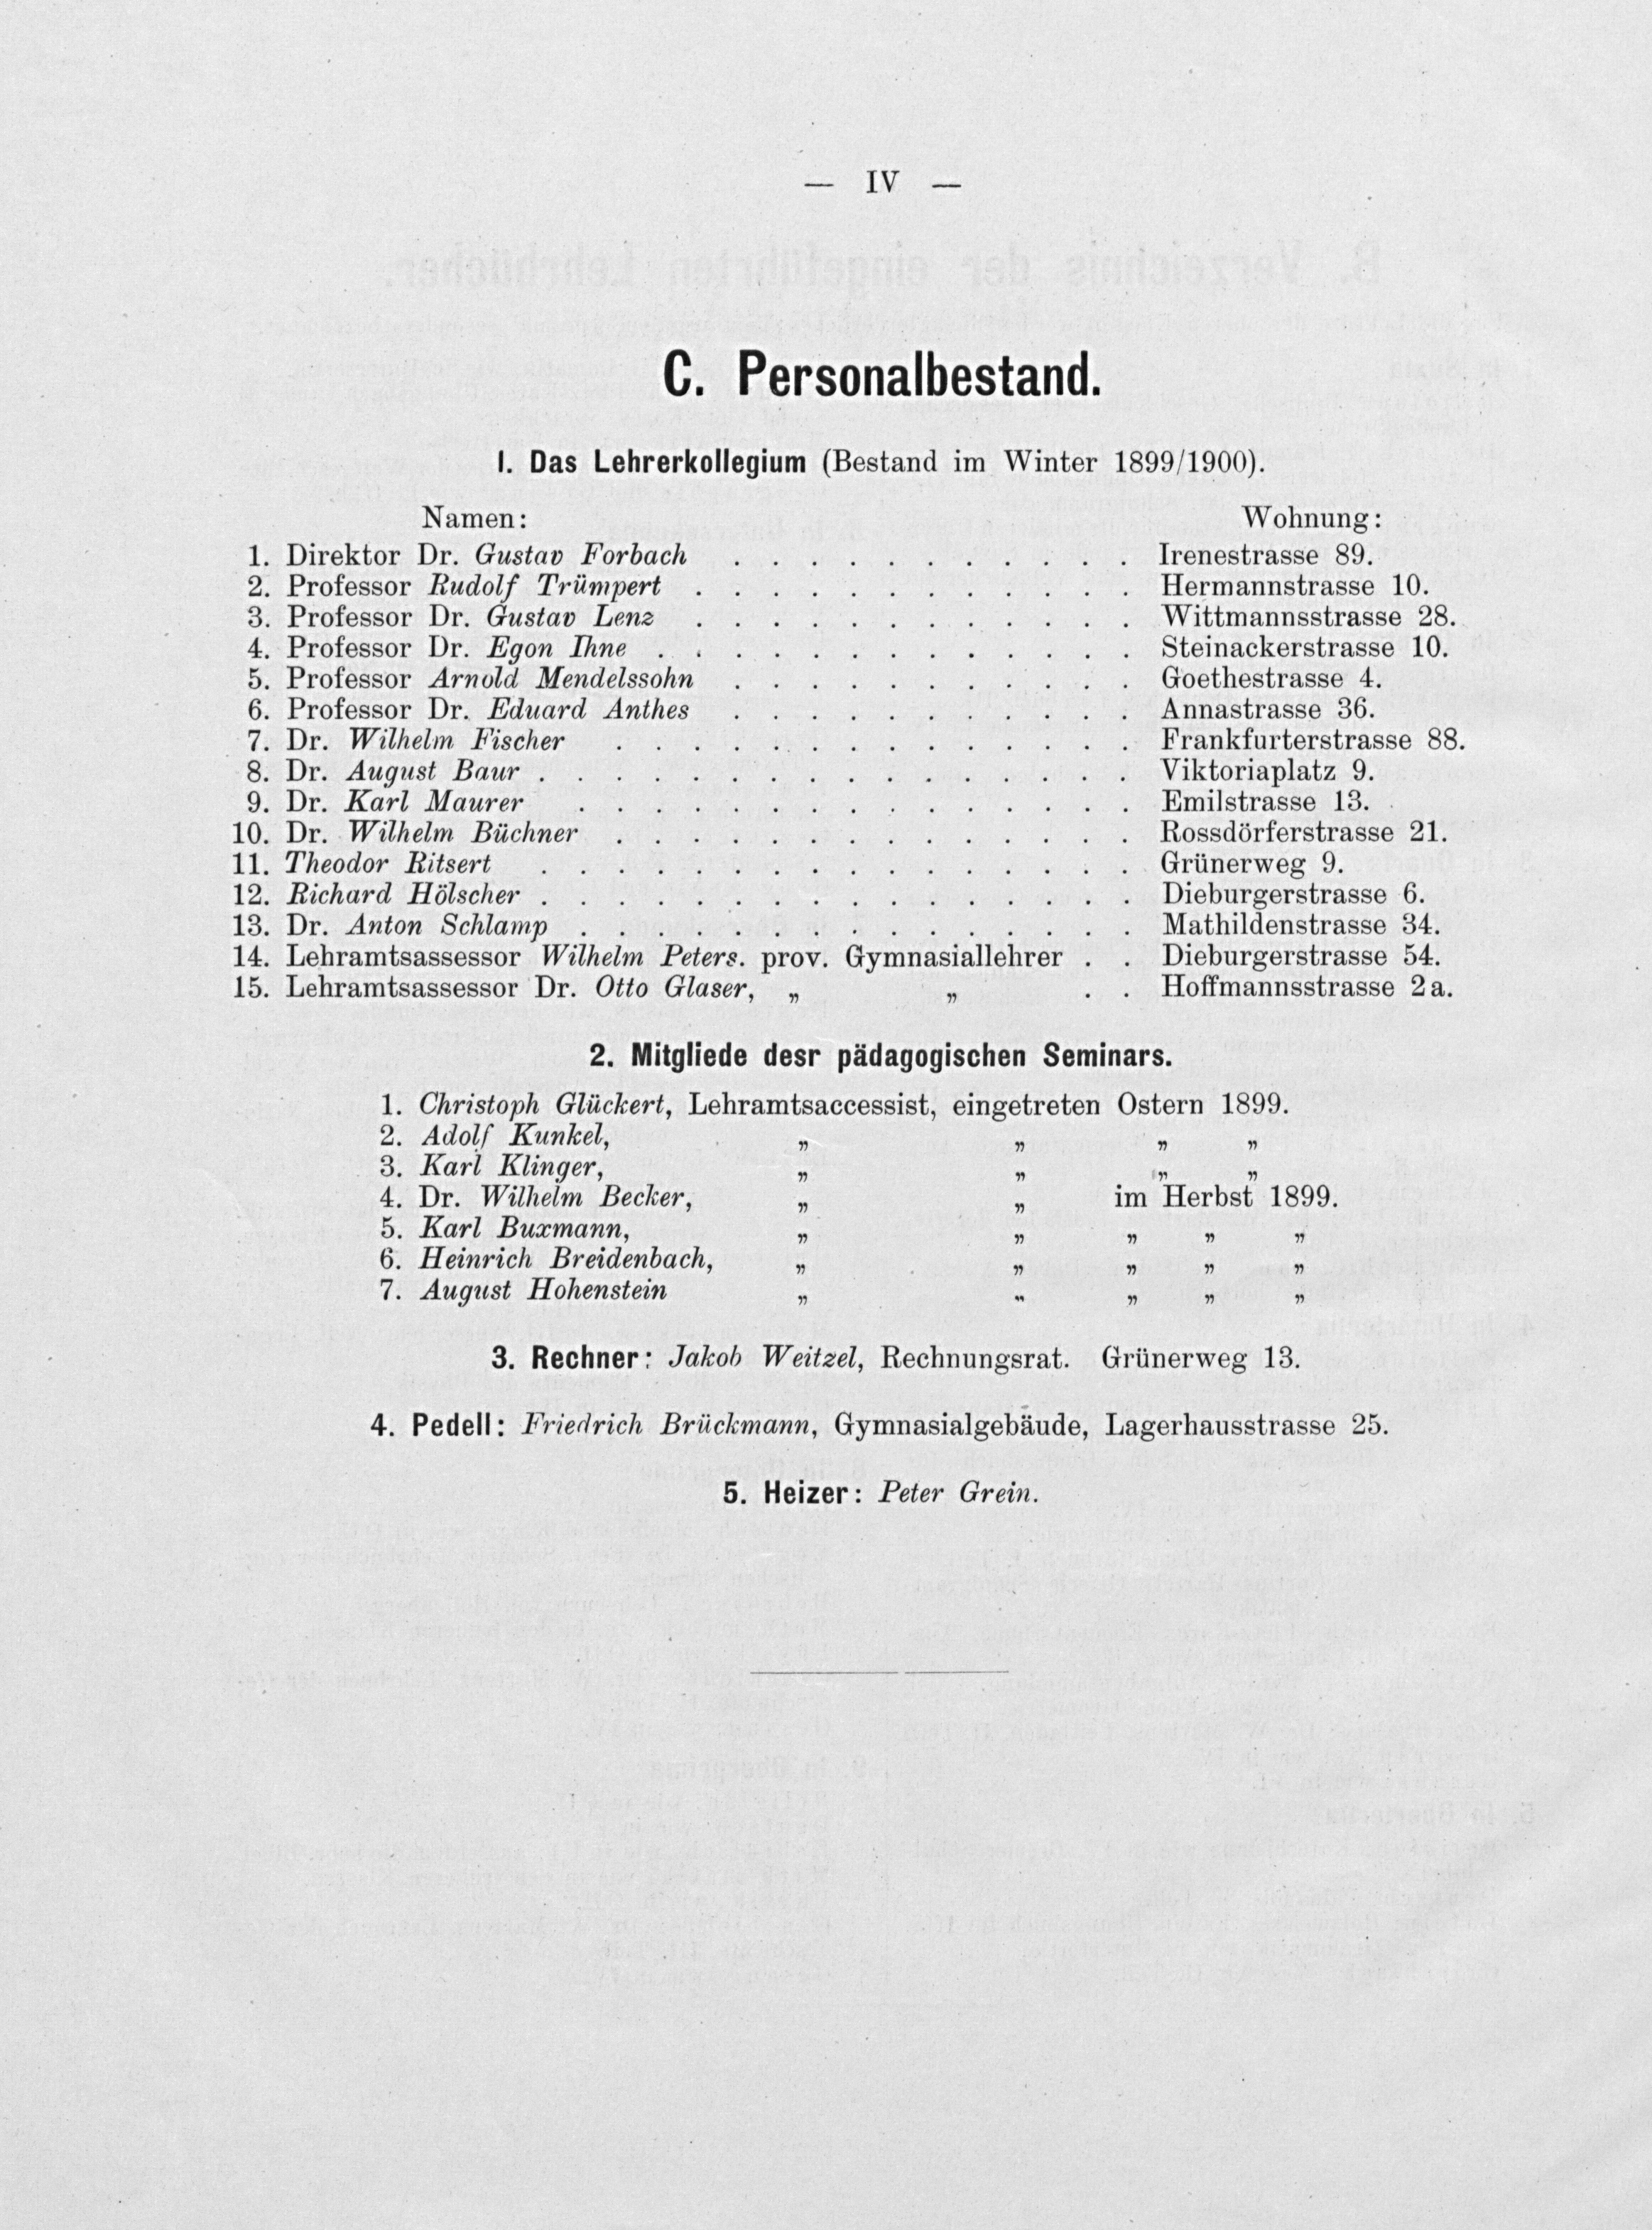 — IV —
C. Personalbestand.
I. Das Lehrerkollegium (Bestand im Winter 1899/1900).
Namen: Wohnung:
1. Direktor Dr. Gustav Forbach . . . . . . . . . . . Irenestrasse 89.
2. Professor Rudolf Trümpert . . . . . . . . . . . . Hermannstrasse 10.
3. Professor Dr. Gustav Lenz . . . . . . . . . . . . Wittmannsstrasse 28.
4. Professor Dr. Egon Ihne . . . . . . . . . . . . . Steinackerstrasse 10.
5. Professor Arnold Mendelssohn . . . . . . . . . . . Goethestrasse 4.
6. Professor Dr. Eduard Anthes . . . . . . . . . . . Annastrasse 36.
7. Dr. Wilhelm Fischer . . . . . . . . . . . . . . Frankfurterstrasse 88.
8. Dr. August Baur . . . . . . . . . . . . . . . . Viktoriaplatz 9.
9. Dr. Karl Maurer . . . . . . . . . . . . . . . Emilstrasse 13.
10. Dr. Wilhelm Büchner . . . . . . . . . . . . . . Rossdörferstrasse 21.
11. Theodor Ritsert . . . . . . . . . . . . . . . . Grünerweg 9.
12. Richard Hölscher . . . . . . . . . . . . . . . . Dieburgerstrasse 6.
13. Dr. Anton Schlamp . . . . . . . . . . . . . . . Mathildenstrasse 34.
14. Lehramtsassessor Wilhelm Peters. prov. Gymnasiallehrer . . Dieburgerstrasse 54.
15. Lehramtsassessor Dr. Otto Glaser, „ „ . . Hoffmannsstrasse 2a.
2. Mitgliede desr pädagogischen Seminars.
1. Christoph Glückert, Lehramtsaccessist, eingetreten Ostern 1899.
2. Adolf Kunkel, „ „ „ „
3. Karl Klinger, „ „ „ „
4. Dr. Wilhelm Becker, „ „ im Herbst 1899.
5. Karl Buxmann, „ „ „ „ „
6. Heinrich Breidenbach, „ „ „ „ „
7. August Hohenstein „ „ „ „ „
3. Rechner: Jakob Weitzel, Rechnungsrat. Grünerweg 13.
4. Pedell: Friedrich Brückmann, Gymnasialgebäude, Lagerhausstrasse 25.
5. Heizer: Peter Grein.